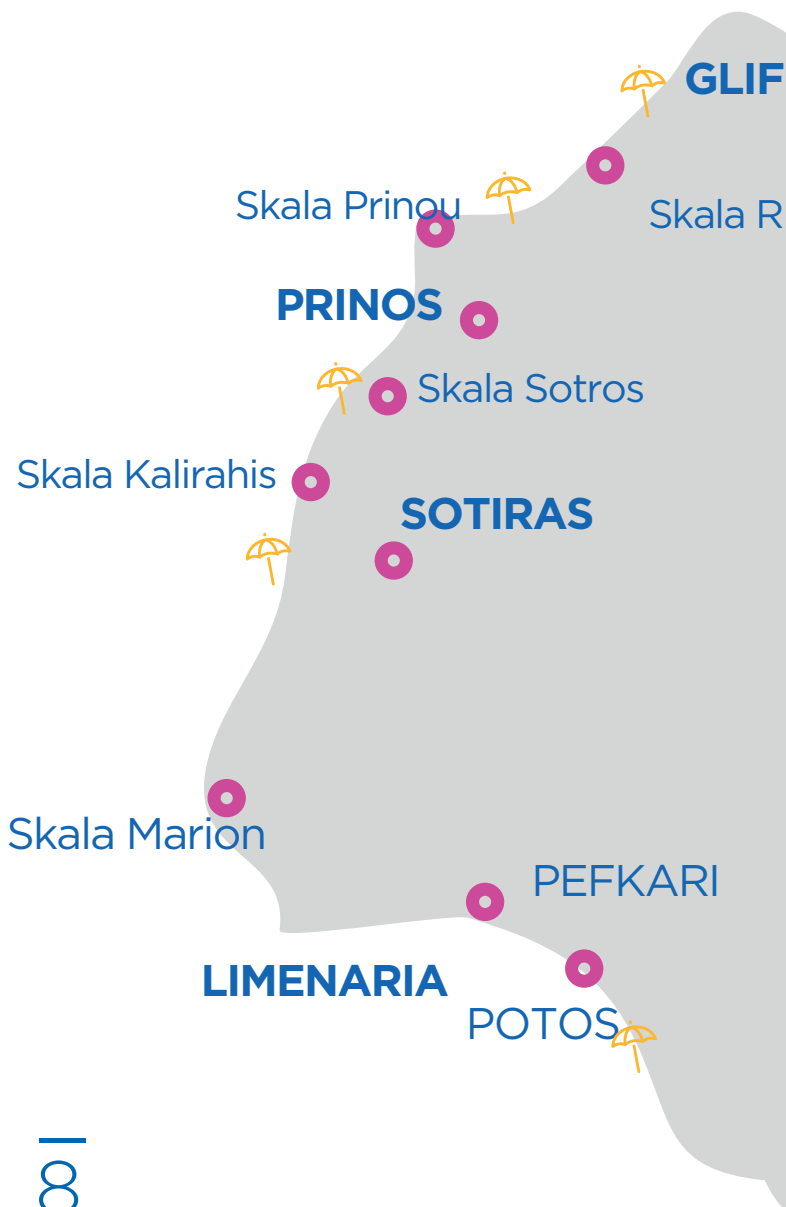 GLIF
Skala Prinou
Skala R
PRINOS
Skala Sotros
Skala Kalirahis
SOTIRAS
Skala Marion
PEFKARI
LIMENARIA
POTOS
8